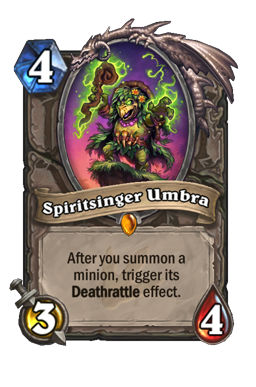 4
Spiritsinger Umbra
After you summon a
minion, trigger its
Deathrattle effect.
3
4